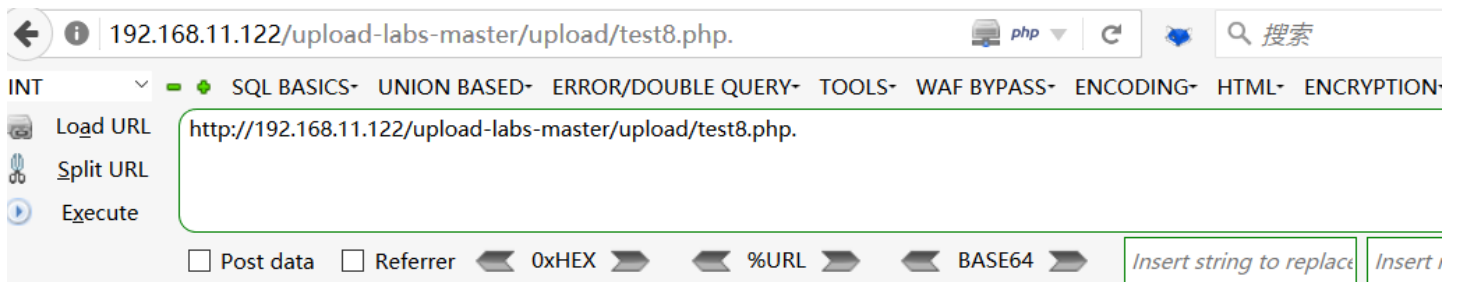 192.168.11.122/upload-labs-master/upload/test8.php. php 搜索
INT SQL BASICS UNION BASED ERROR/DOUBLE QUERY TOOLS WAF BYPASS ENCODING HTML ENCRYPTION
Load URL http://192.168.11.122/upload-labs-master/upload/test8.php.
Split URL
Execute
Post data Referrer 0xHEX %URL BASE64 Insert string to replace Insert